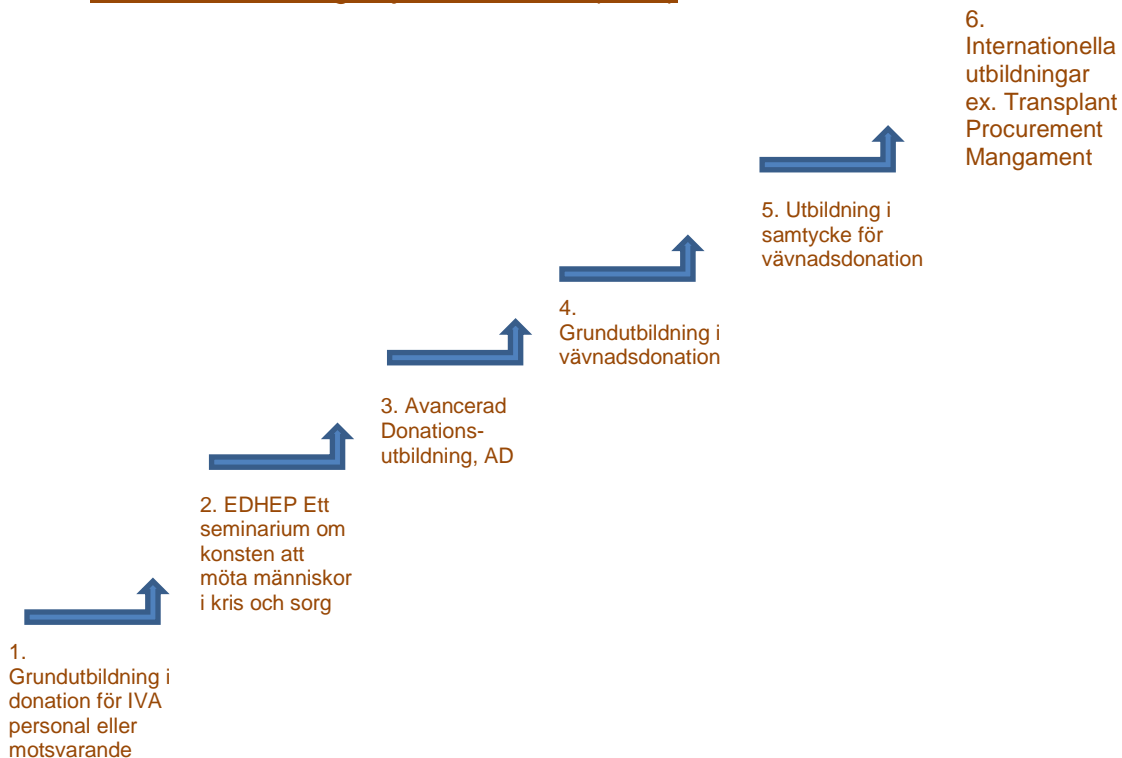 1.
Grundutbildning i
donation för IVA
personal eller
motsvarande
2. EDHEP Ett
seminarium om
konsten att
möta människor
i kris och sorg
3. Avancerad
Donations-
utbildning, AD
4.
Grundutbildning i
vävnadsdonation
5. Utbildning i
samtycke för
vävnadsdonation
6.
Internationella
utbildningar
ex. Transplant
Procurement
Mangament